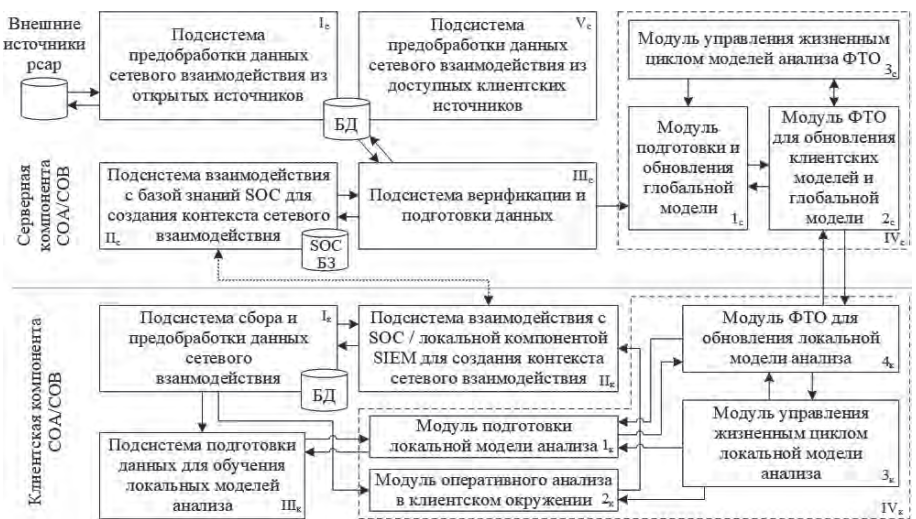 Внешние
источники
pcap
Серверная
компонента
СОА/СОВ
Клиентская компонента
СОА/СОВ
Iс
Подсистема
предобработки данных
сетевого взаимодействия из
открытых источников
Vс
Подсистема
предобработки данных
сетевого взаимодействия из
доступных клиентских
источников
БД
Подсистема взаимодействия
с базой знаний SOC для
создания контекста сетевого
взаимодействия
IIс
SOC
БЗ
IIIс
Подсистема верификации и
подготовки данных
Модуль управления жизненным
циклом моделей анализа ФТО
3с
Модуль
подготовки и
обновления
глобальной
модели
1с
Модуль ФТО
для обновления
клиентских
моделей и
глобальной
модели
2с
IVс
Подсистема сбора и
предобработки данных
сетевого
взаимодействия
Iс
БД
Подсистема взаимодействия с
SOC / локальной компонентой
SIEM для создания контекста
сетевого взаимодействия
IIк
Модуль ФТО для
обновления локальной
модели анализа
4к
Подсистема подготовки
данных для обучения
локальных моделей
анализа
IIIк
Модуль подготовки
локальной модели анализа
1к
Модуль оперативного анализа
в клиентском окружении
2к
Модуль управления
жизненным циклом
локальной модели
анализа
3к
IVк